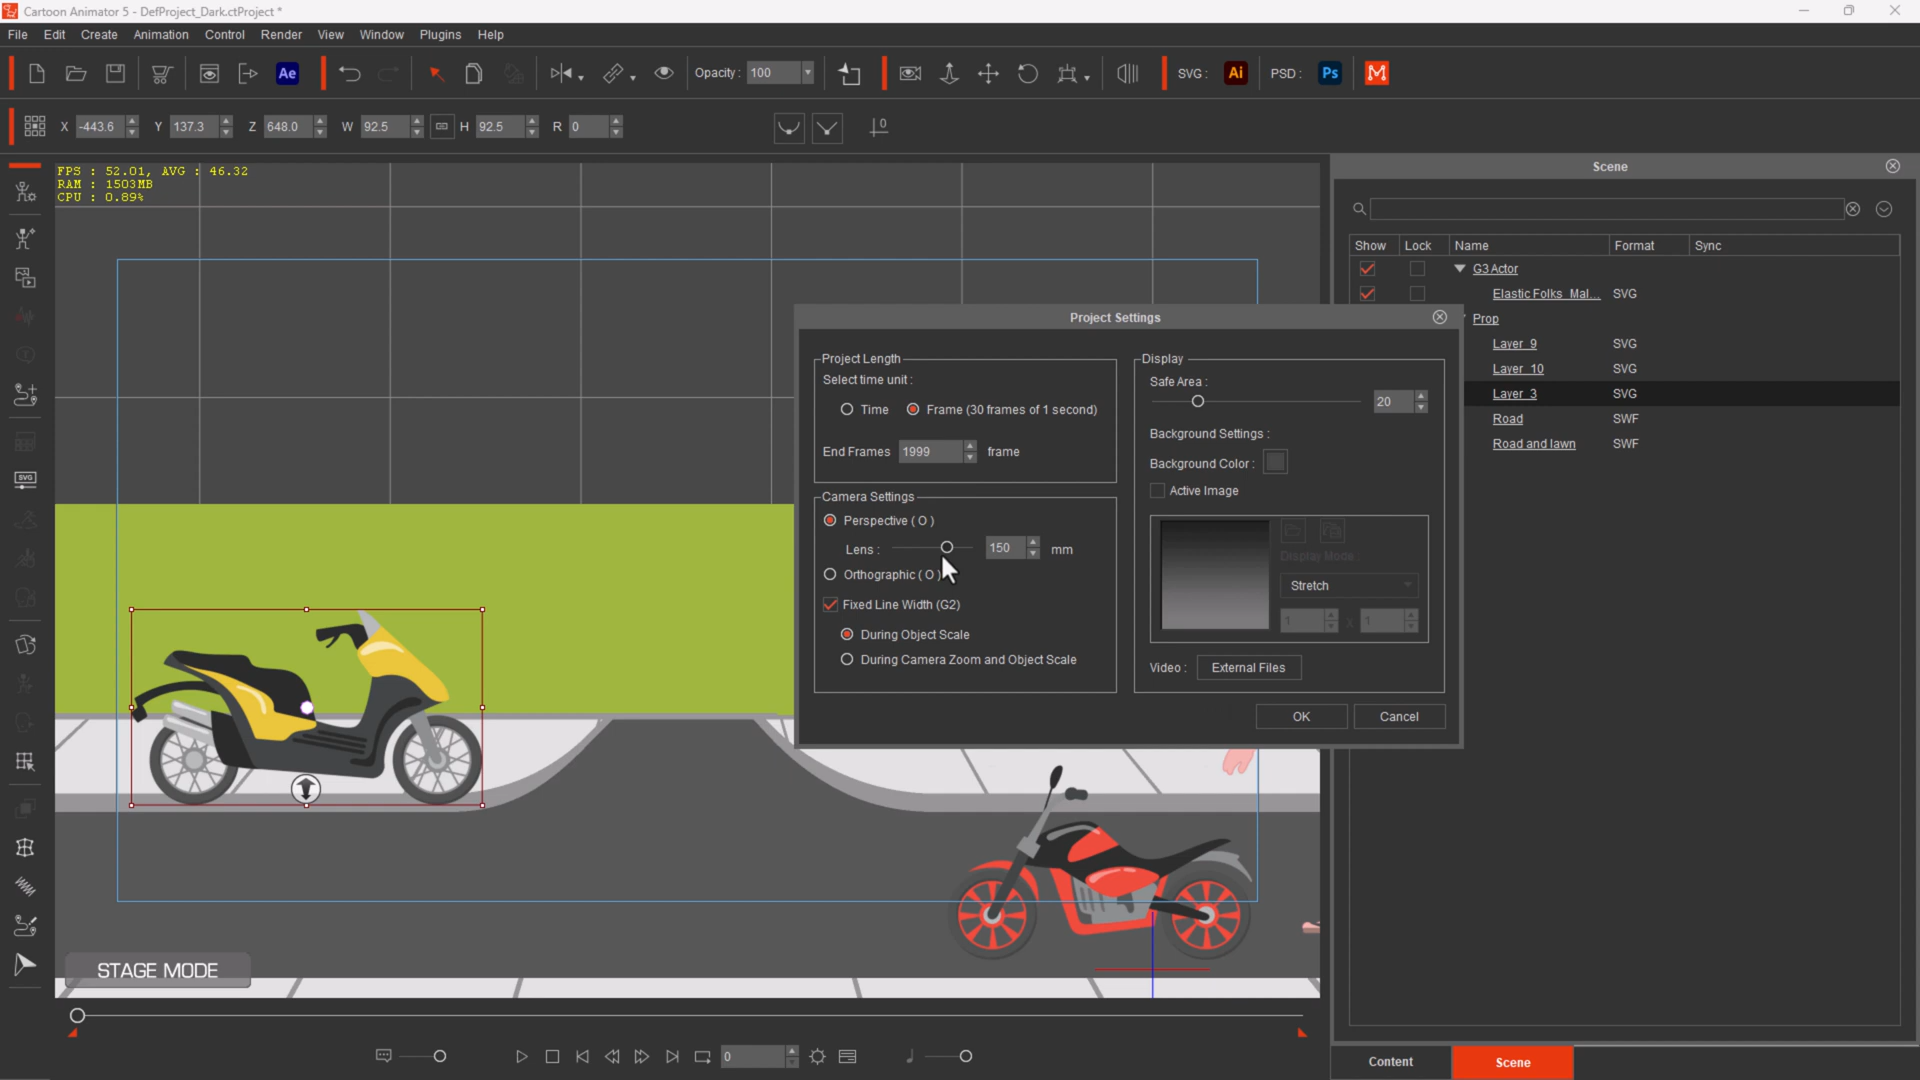 Cartoon Animator 5 - DefProject_Dark.ctProject *
File Edit Create Animation Control Render View Window Plugins Help
Ae Opacity : 100 SVG : Ai PSD : Ps
X -443.6 Y 137.3 Z 648.0 W 92.5 H 92.5 R 0 0
FPS : 52.01, AVG : 46.32
RAM : 1503MB
CPU : 0.89%
Scene
Show Lock Name Format Sync
G3 Actor
Elastic Folks_Mal... SVG
Prop
Layer_9 SVG
Layer_10 SVG
Layer_3 SVG
Road SWF
Road and lawn SWF
Project Settings
Project Length
Select time unit :
Time Frame (30 frames of 1 second)
End Frames 1999 frame
Camera Settings
Perspective ( O )
Lens : 150 mm
Orthographic ( O )
Fixed Line Width (G2)
During Object Scale
During Camera Zoom and Object Scale
Display
Safe Area :
20
Background Settings :
Background Color :
Active Image
Display Mode
Stretch
1 x 1
Video : External Files
OK Cancel
SVG
STAGE MODE
0
Content Scene